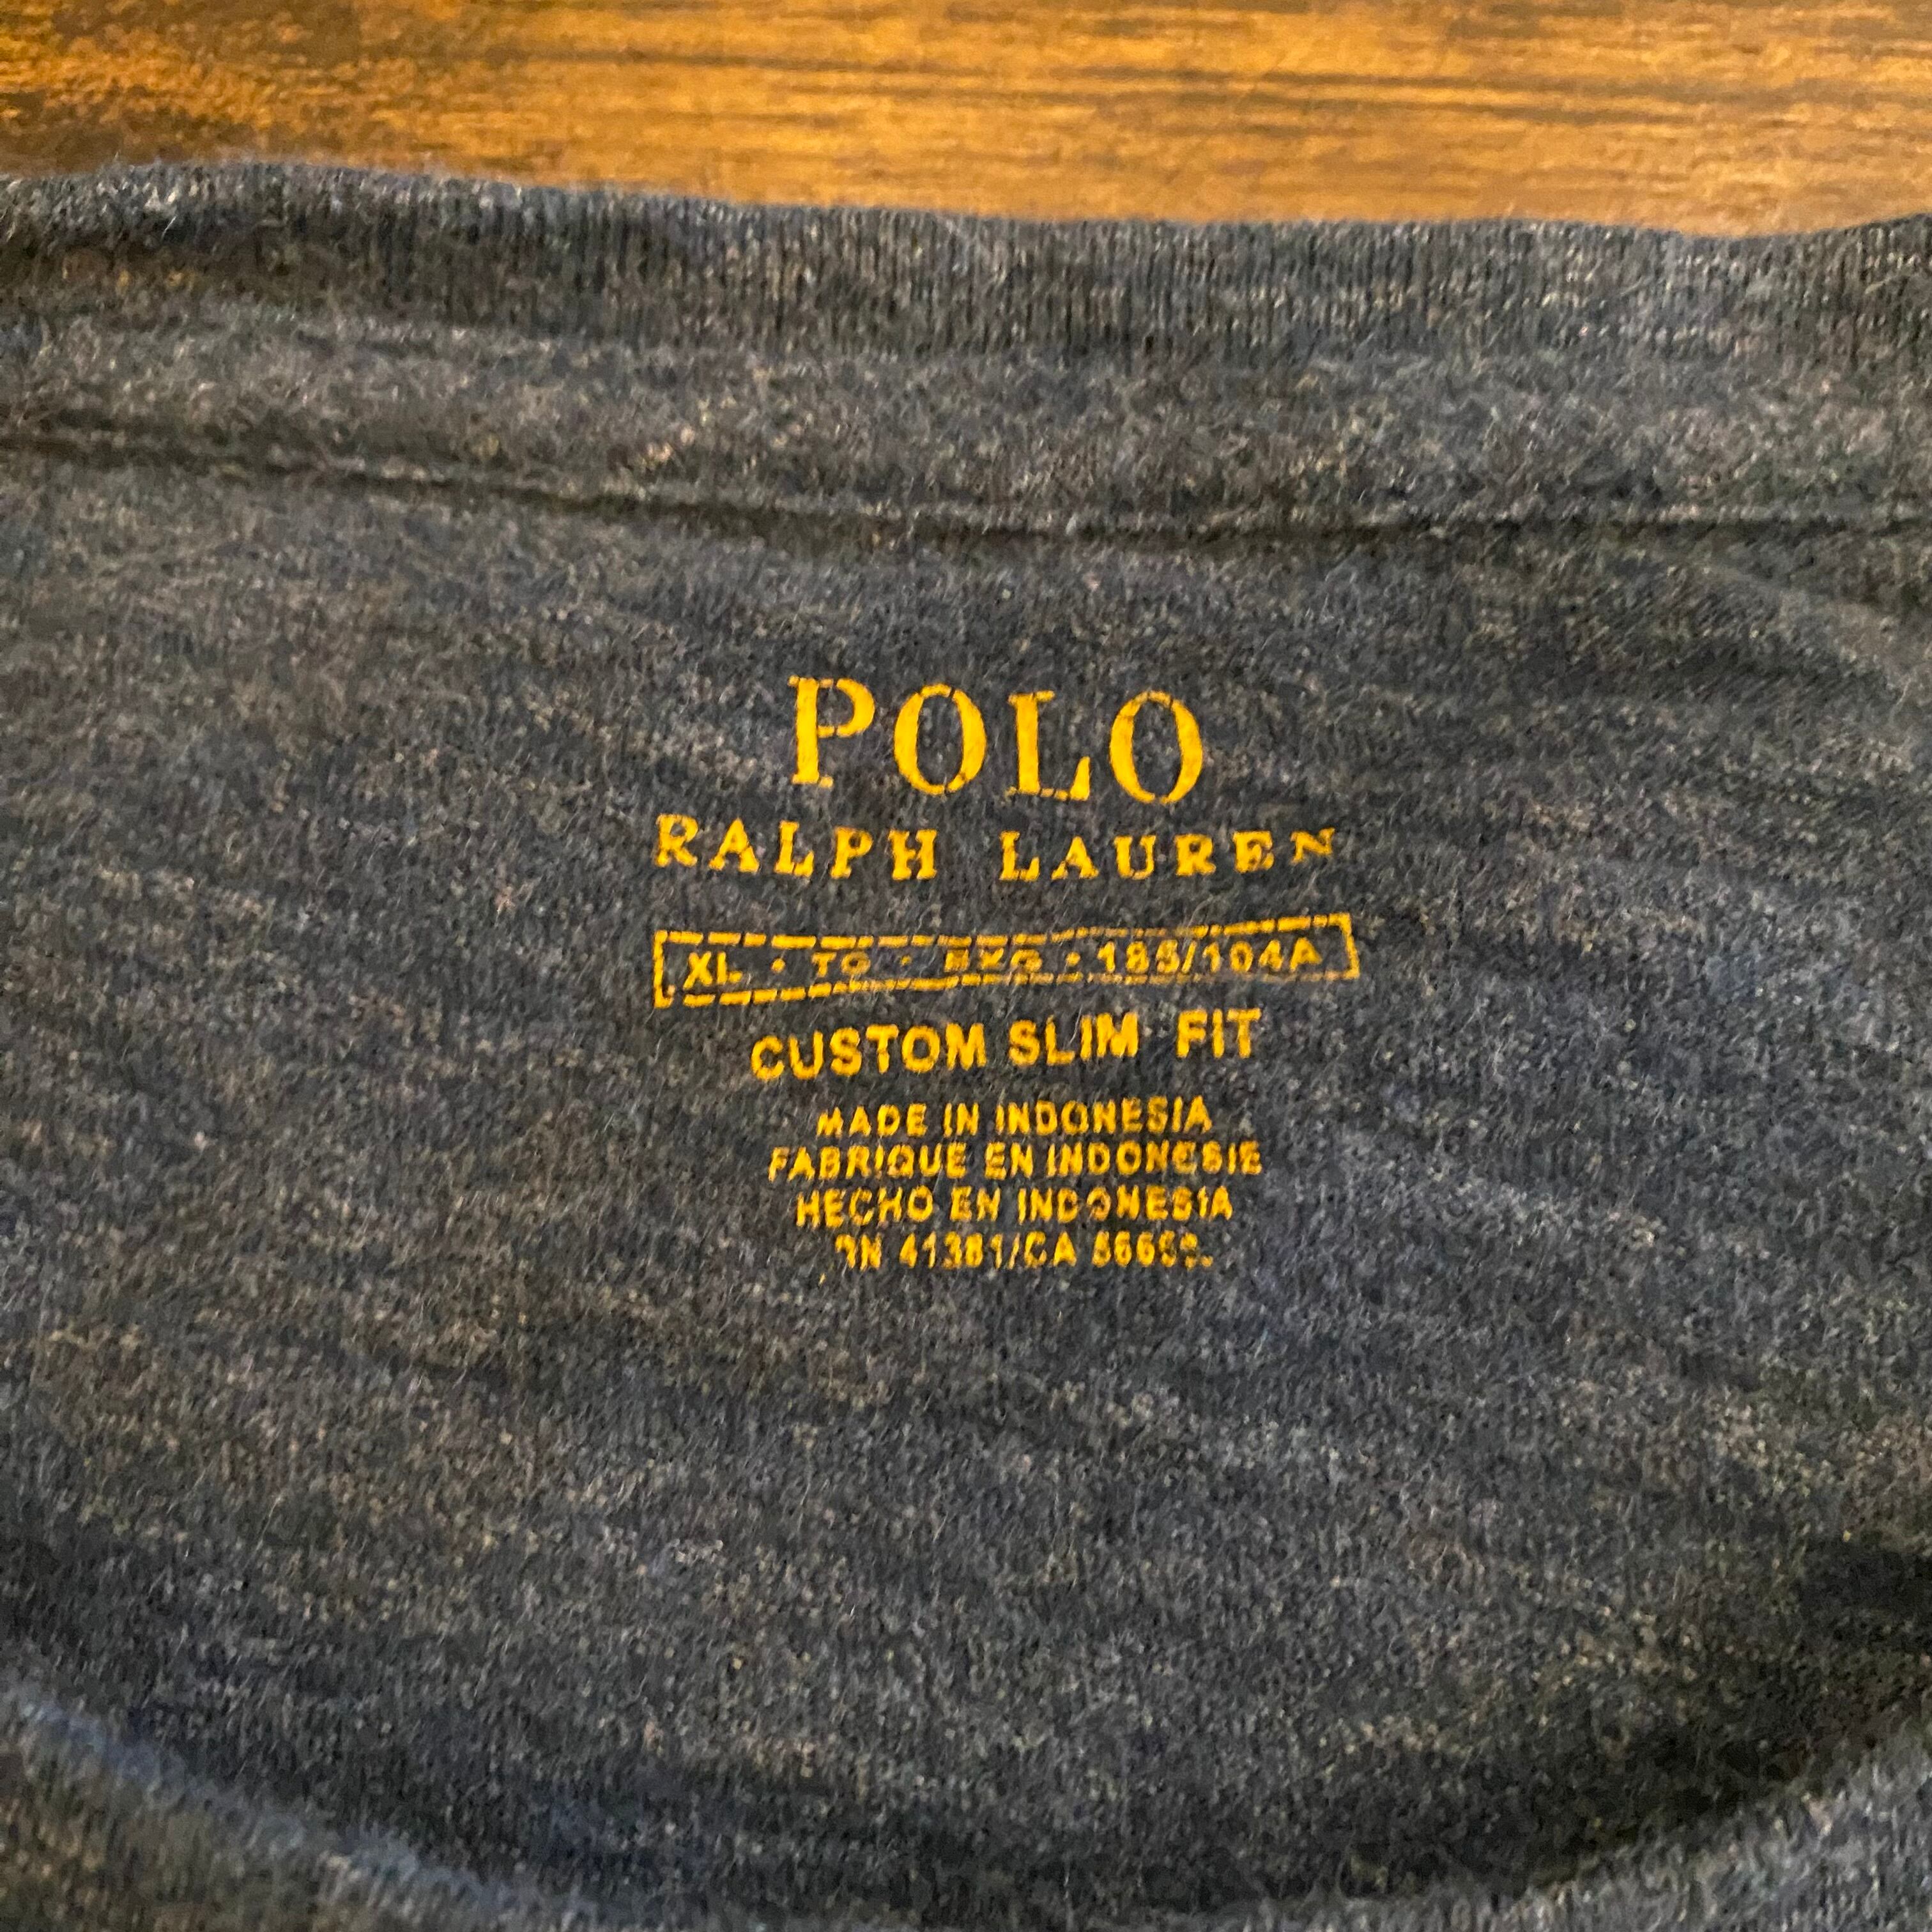 POLO
RALPH LAUREN
XL · TG · EXG · 185/104A
CUSTOM SLIM FIT
MADE IN INDONESIA
FABRIQUE EN INDONESIE
HECHO EN INDONESIA
RN 41381/CA